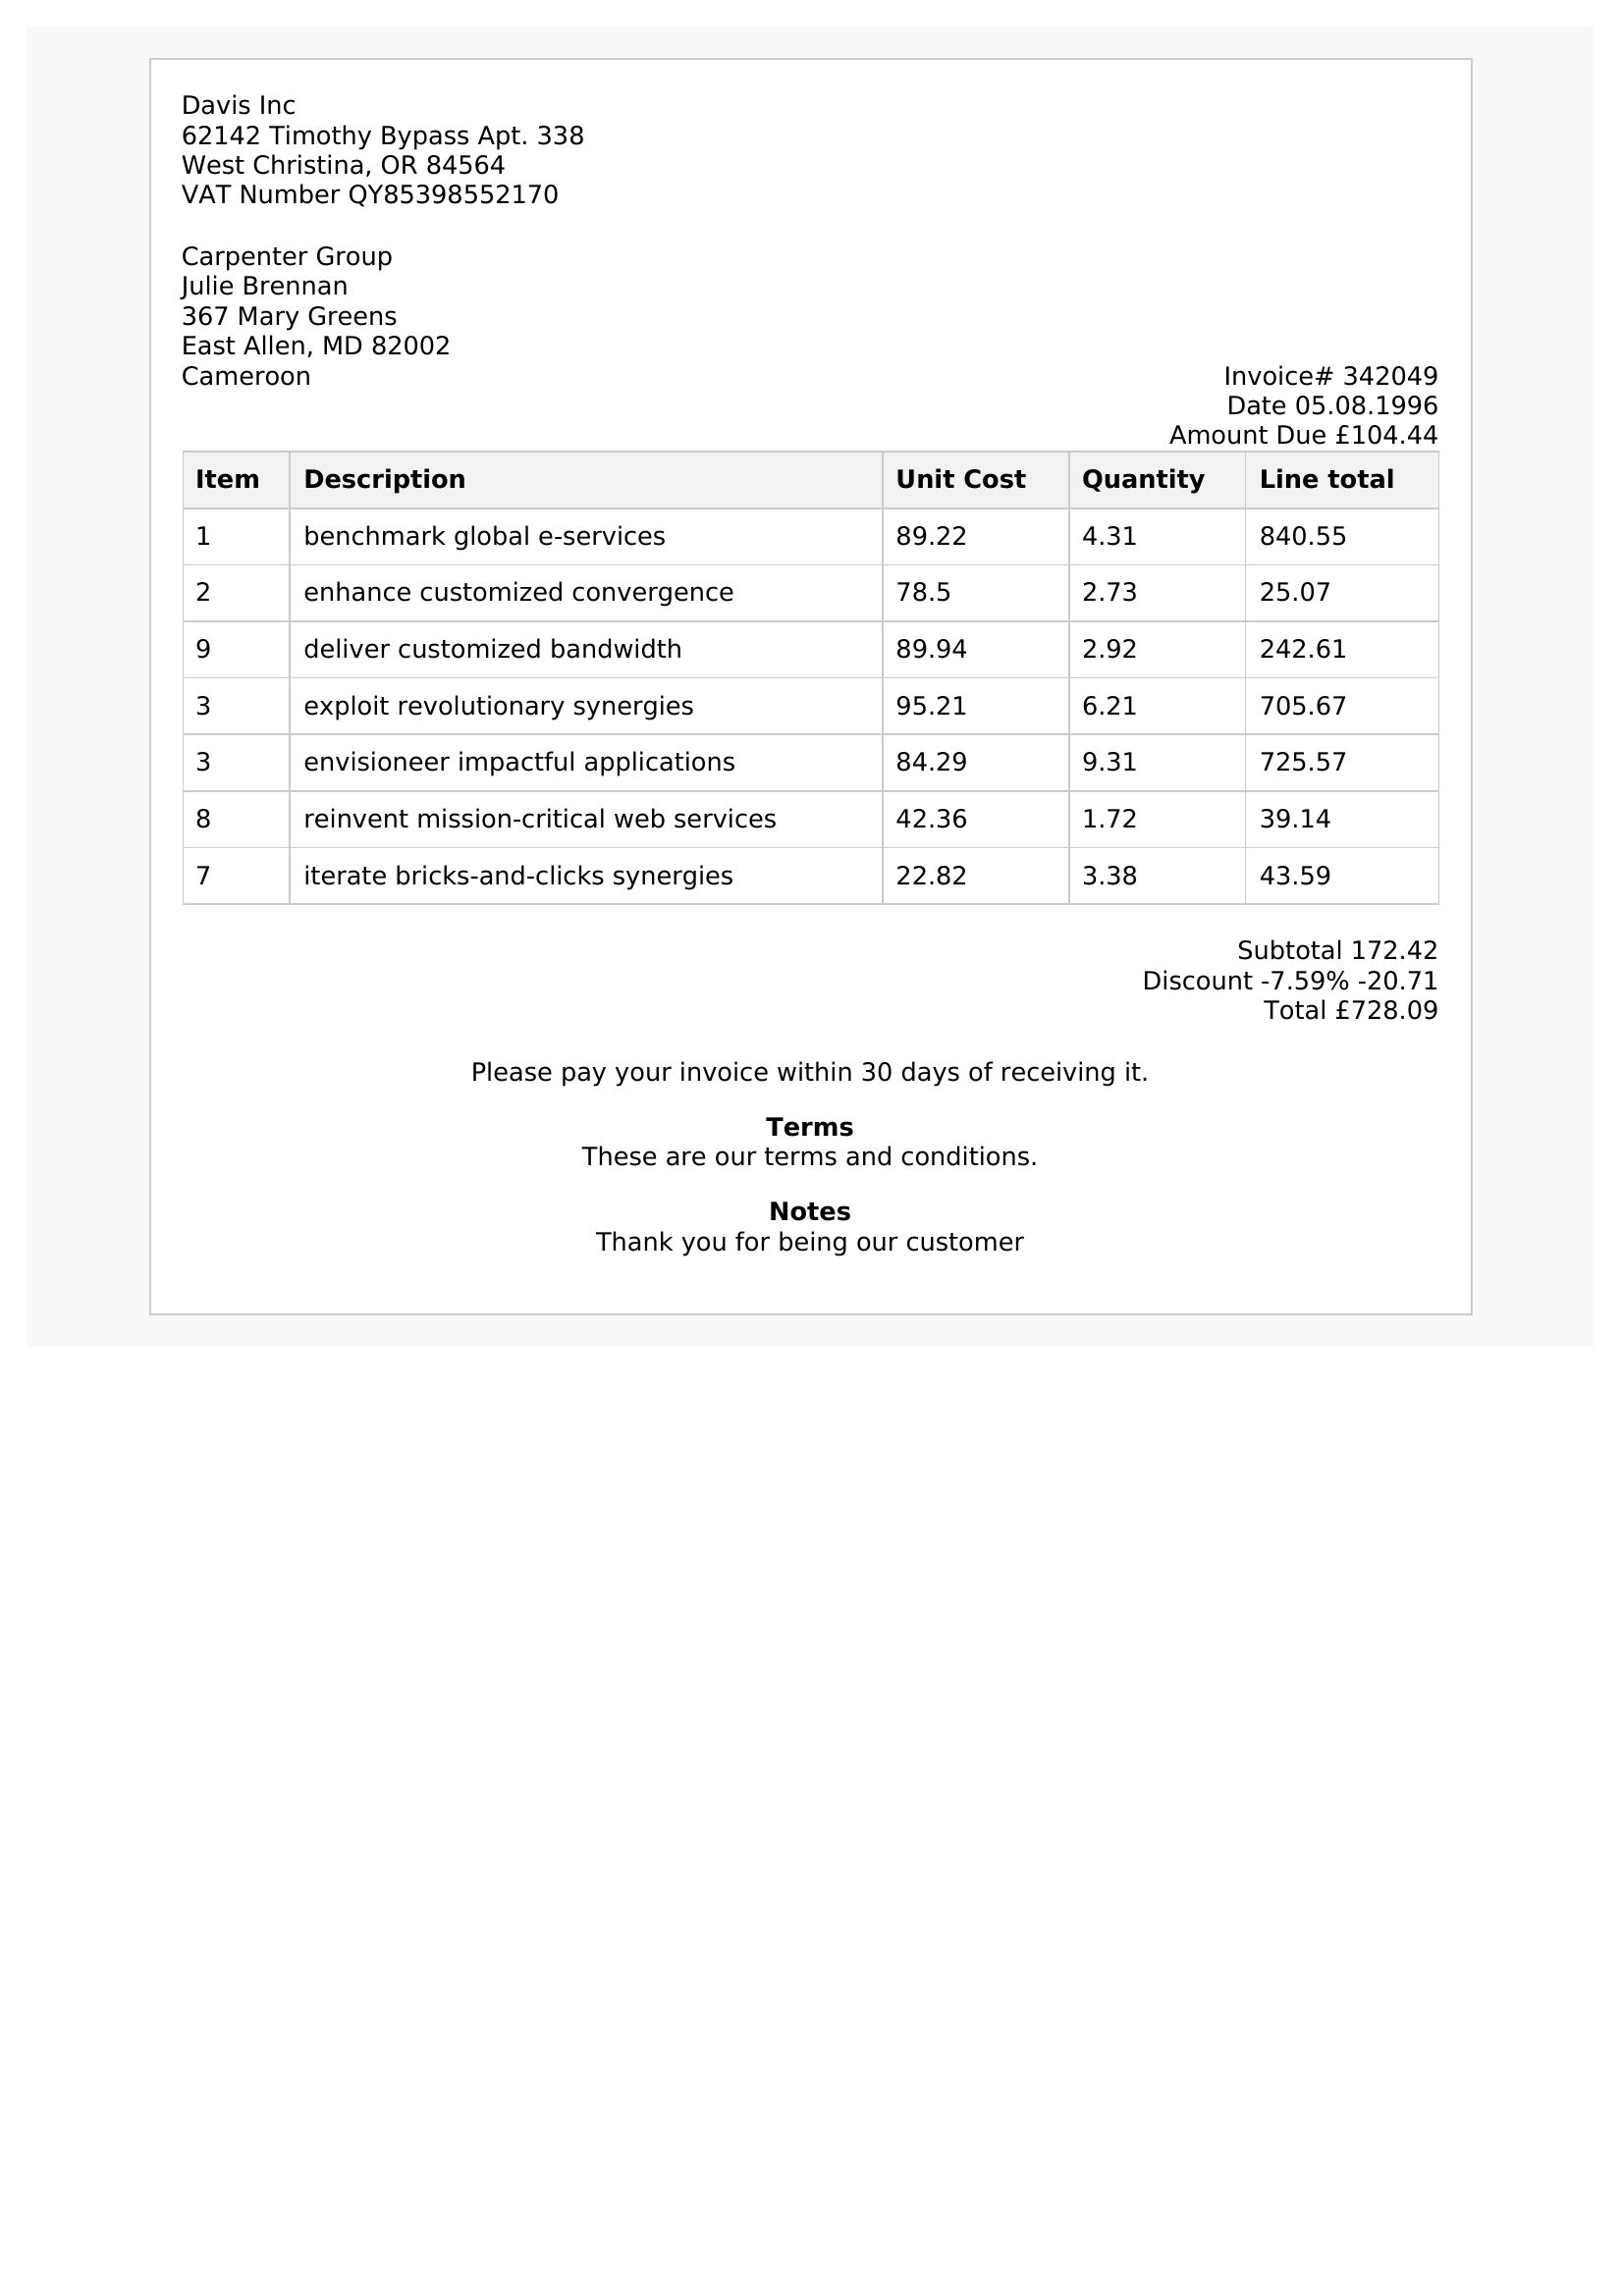 Davis Inc
62142 Timothy Bypass Apt. 338
West Christina, OR 84564
VAT Number QY85398552170
Carpenter Group
Julie Brennan
367 Mary Greens
East Allen, MD 82002
Cameroon
Invoice# 342049
Date 05.08.1996
Amount Due £104.44
Item Description Unit Cost Quantity Line total
1 benchmark global e-services 89.22 4.31 840.55
2 enhance customized convergence 78.5 2.73 25.07
9 deliver customized bandwidth 89.94 2.92 242.61
3 exploit revolutionary synergies 95.21 6.21 705.67
3 envisioneer impactful applications 84.29 9.31 725.57
8 reinvent mission-critical web services 42.36 1.72 39.14
7 iterate bricks-and-clicks synergies 22.82 3.38 43.59
Subtotal 172.42
Discount -7.59% -20.71
Total £728.09
Please pay your invoice within 30 days of receiving it.
Terms
These are our terms and conditions.
Notes
Thank you for being our customer